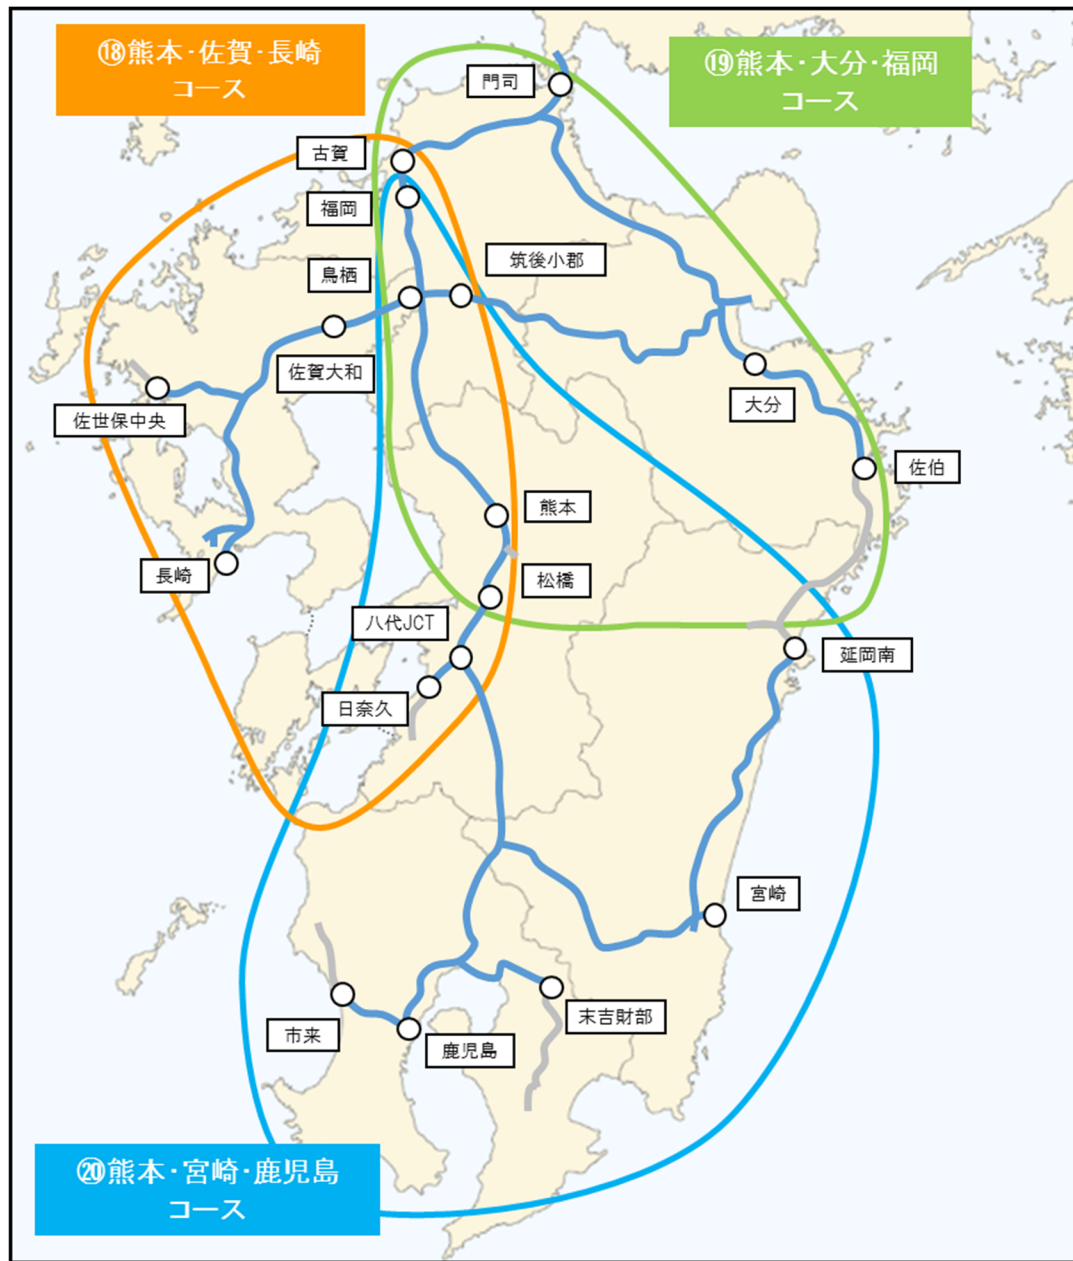 ⑱熊本・佐賀・長崎
コース
⑲熊本・大分・福岡
コース
門司
古賀
福岡
筑後小郡
鳥栖
佐賀大和
大分
佐世保中央
佐伯
熊本
長崎
松橋
八代JCT
延岡南
日奈久
宮崎
市来
末吉財部
鹿児島
⑳熊本・宮崎・鹿児島
コース